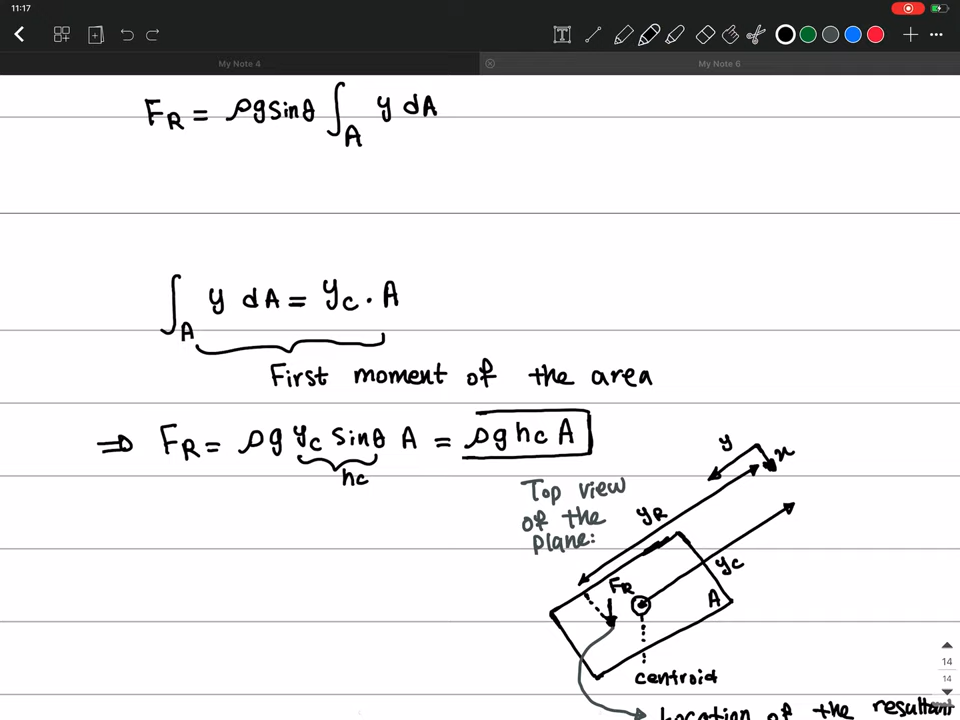 11:17
My Note 4
My Note 6
F_R = ρg sinθ ∫_A y dA
∫_A y dA = y_c · A
First moment of the area
⇒ F_R = ρg y_c sinθ A = ρg h_c A
h_c
Top view
of the
plane:
y
x
y_R
y_c
F_R
A
centroid
Location of the resultant
14
14